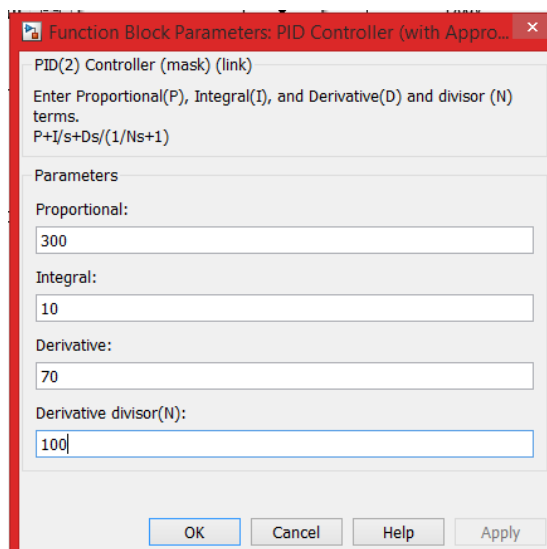 Function Block Parameters: PID Controller (with Appro...
PID(2) Controller (mask) (link)
Enter Proportional(P), Integral(I), and Derivative(D) and divisor (N)
terms.
P+I/s+Ds/(1/Ns+1)
Parameters
Proportional:
300
Integral:
10
Derivative:
70
Derivative divisor(N):
100
OK
Cancel
Help
Apply